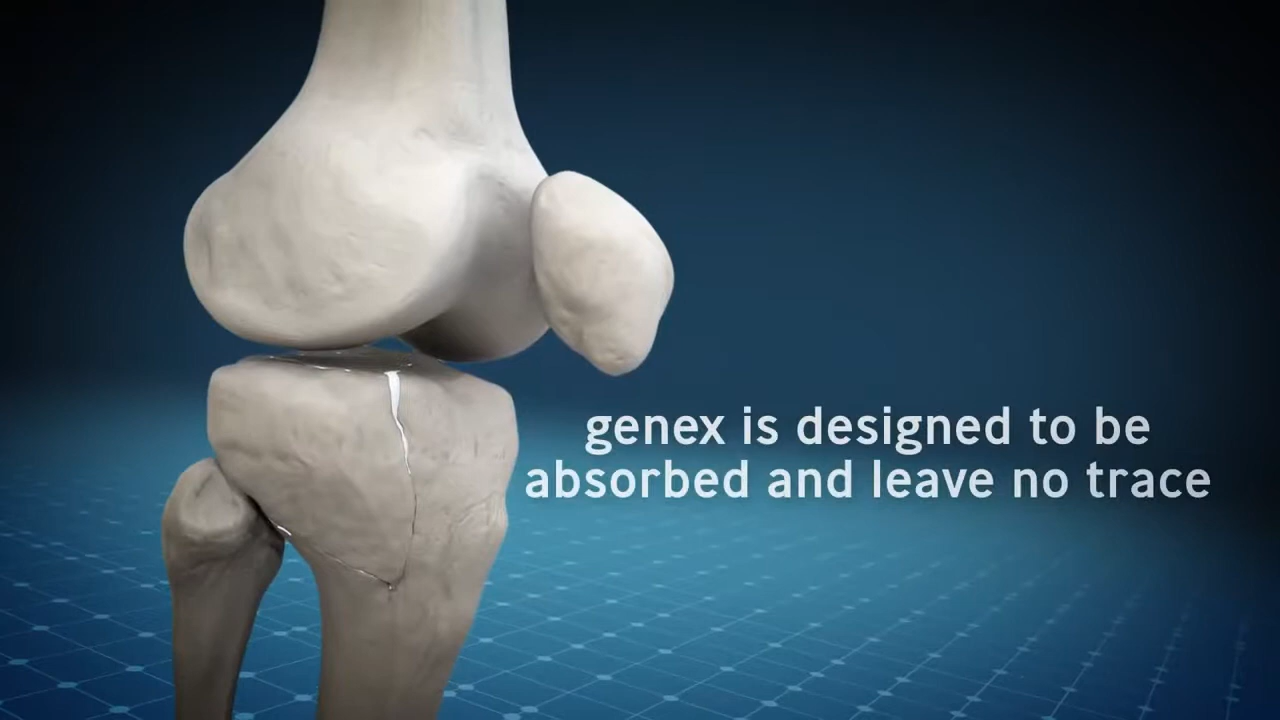 genex is designed to be
absorbed and leave no trace